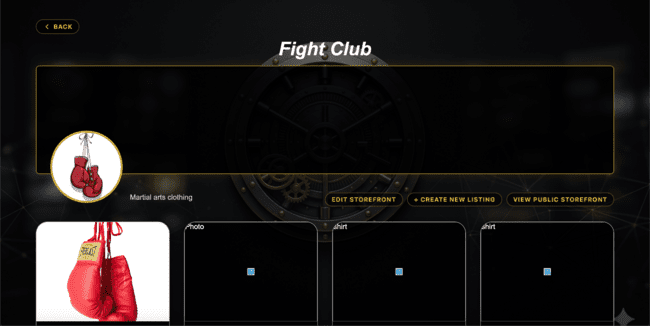 BACK
Fight Club
Martial arts clothing
EDIT STOREFRONT
+ CREATE NEW LISTING
VIEW PUBLIC STOREFRONT
Photo
shirt
shirt